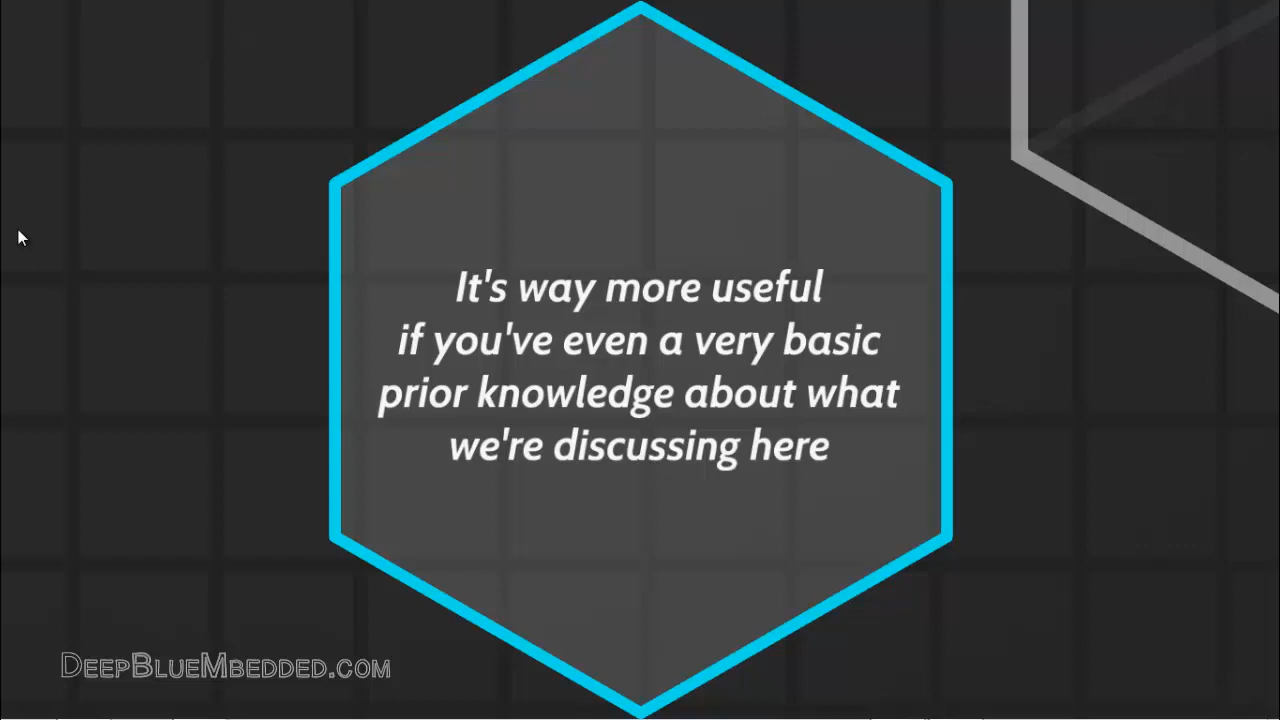 It's way more useful
if you've even a very basic
prior knowledge about what
we're discussing here
DeepBlueMbedded.com